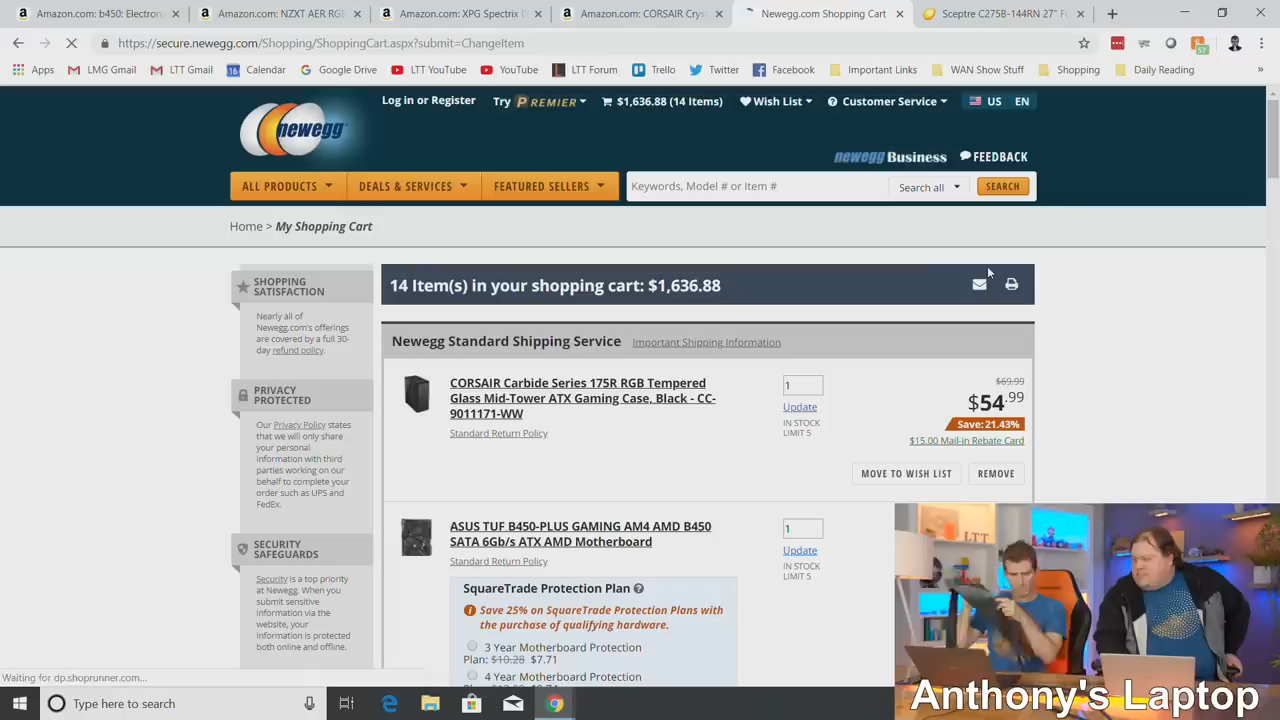 Amazon.com: b450: Electron
Amazon.com: NZXT AER RGB
Amazon.com: XPG Spectrix D
Amazon.com: CORSAIR Cryst
Newegg.com Shopping Cart
Sceptre C275B-144RN 27" F
https://secure.newegg.com/Shopping/ShoppingCart.aspx?submit=ChangeItem
57
Apps
LMG Gmail
LTT Gmail
16
Calendar
Google Drive
LTT YouTube
YouTube
LTT Forum
Trello
Twitter
Facebook
Important Links
WAN Show Stuff
Shopping
Daily Reading
»
newegg
Log in or Register
Try PREMIER
$1,636.88 (14 Items)
Wish List
Customer Service
US
EN
newegg Business
FEEDBACK
ALL PRODUCTS
DEALS & SERVICES
FEATURED SELLERS
Keywords, Model # or Item #
Search all
SEARCH
Home > My Shopping Cart
SHOPPING
SATISFACTION
Nearly all of
Newegg.com's offerings
are covered by a full 30-
day refund policy.
PRIVACY
PROTECTED
Our Privacy Policy states
that we will only share
your personal
information with third
parties working on our
behalf to complete your
order such as UPS and
FedEx.
SECURITY
SAFEGUARDS
Security is a top priority
at Newegg. When you
submit sensitive
information via the
website, your
information is protected
both online and offline.
14 Item(s) in your shopping cart: $1,636.88
Newegg Standard Shipping Service
Important Shipping Information
CORSAIR Carbide Series 175R RGB Tempered
Glass Mid-Tower ATX Gaming Case, Black - CC-
9011171-WW
Standard Return Policy
1
Update
IN STOCK
LIMIT 5
$69.99
$54.99
Save: 21.43%
$15.00 Mail-in Rebate Card
MOVE TO WISH LIST
REMOVE
ASUS TUF B450-PLUS GAMING AM4 AMD B450
SATA 6Gb/s ATX AMD Motherboard
Standard Return Policy
1
Update
IN STOCK
LIMIT 5
SquareTrade Protection Plan
Save 25% on SquareTrade Protection Plans with
the purchase of qualifying hardware.
3 Year Motherboard Protection
Plan: $10.28 $7.71
4 Year Motherboard Protection
Waiting for dp.shoprunner.com...
LTT
Anthony's Laptop
Type here to search